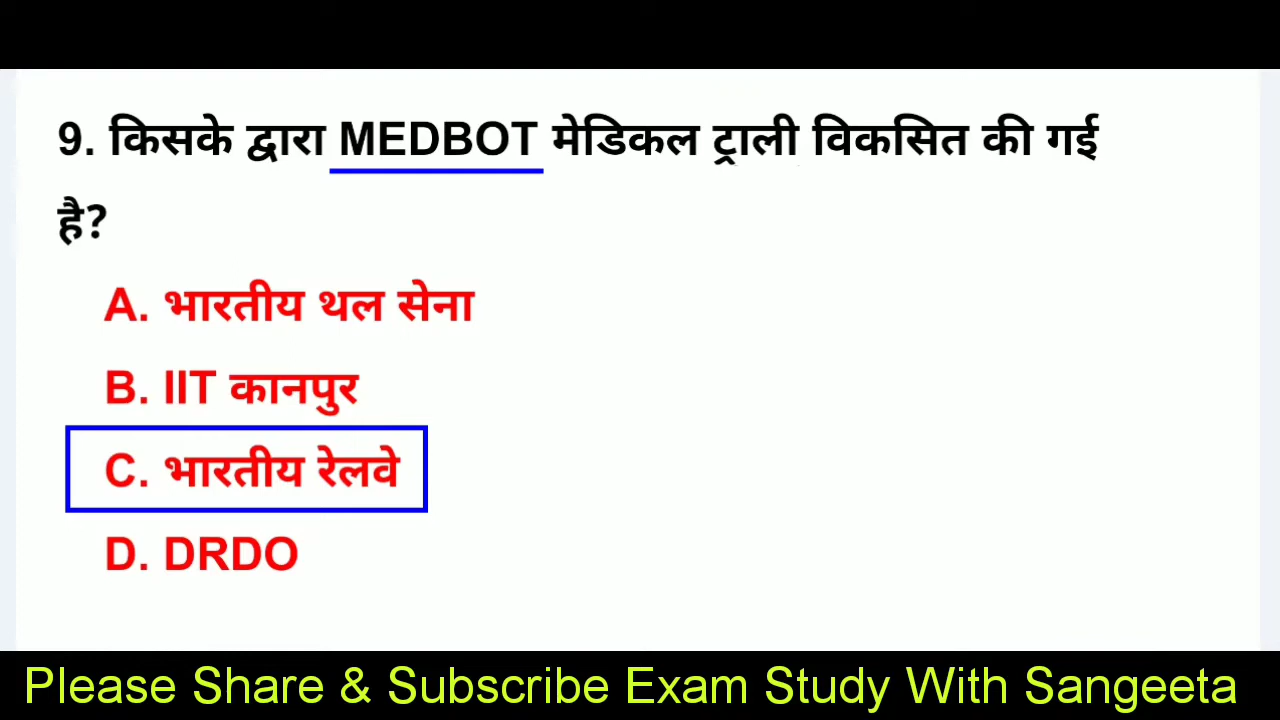 9. किसके द्वारा MEDBOT मेडिकल ट्राली विकसित की गई
है?
A. भारतीय थल सेना
B. IIT कानपुर
C. भारतीय रेलवे
D. DRDO
Please Share & Subscribe Exam Study With Sangeeta